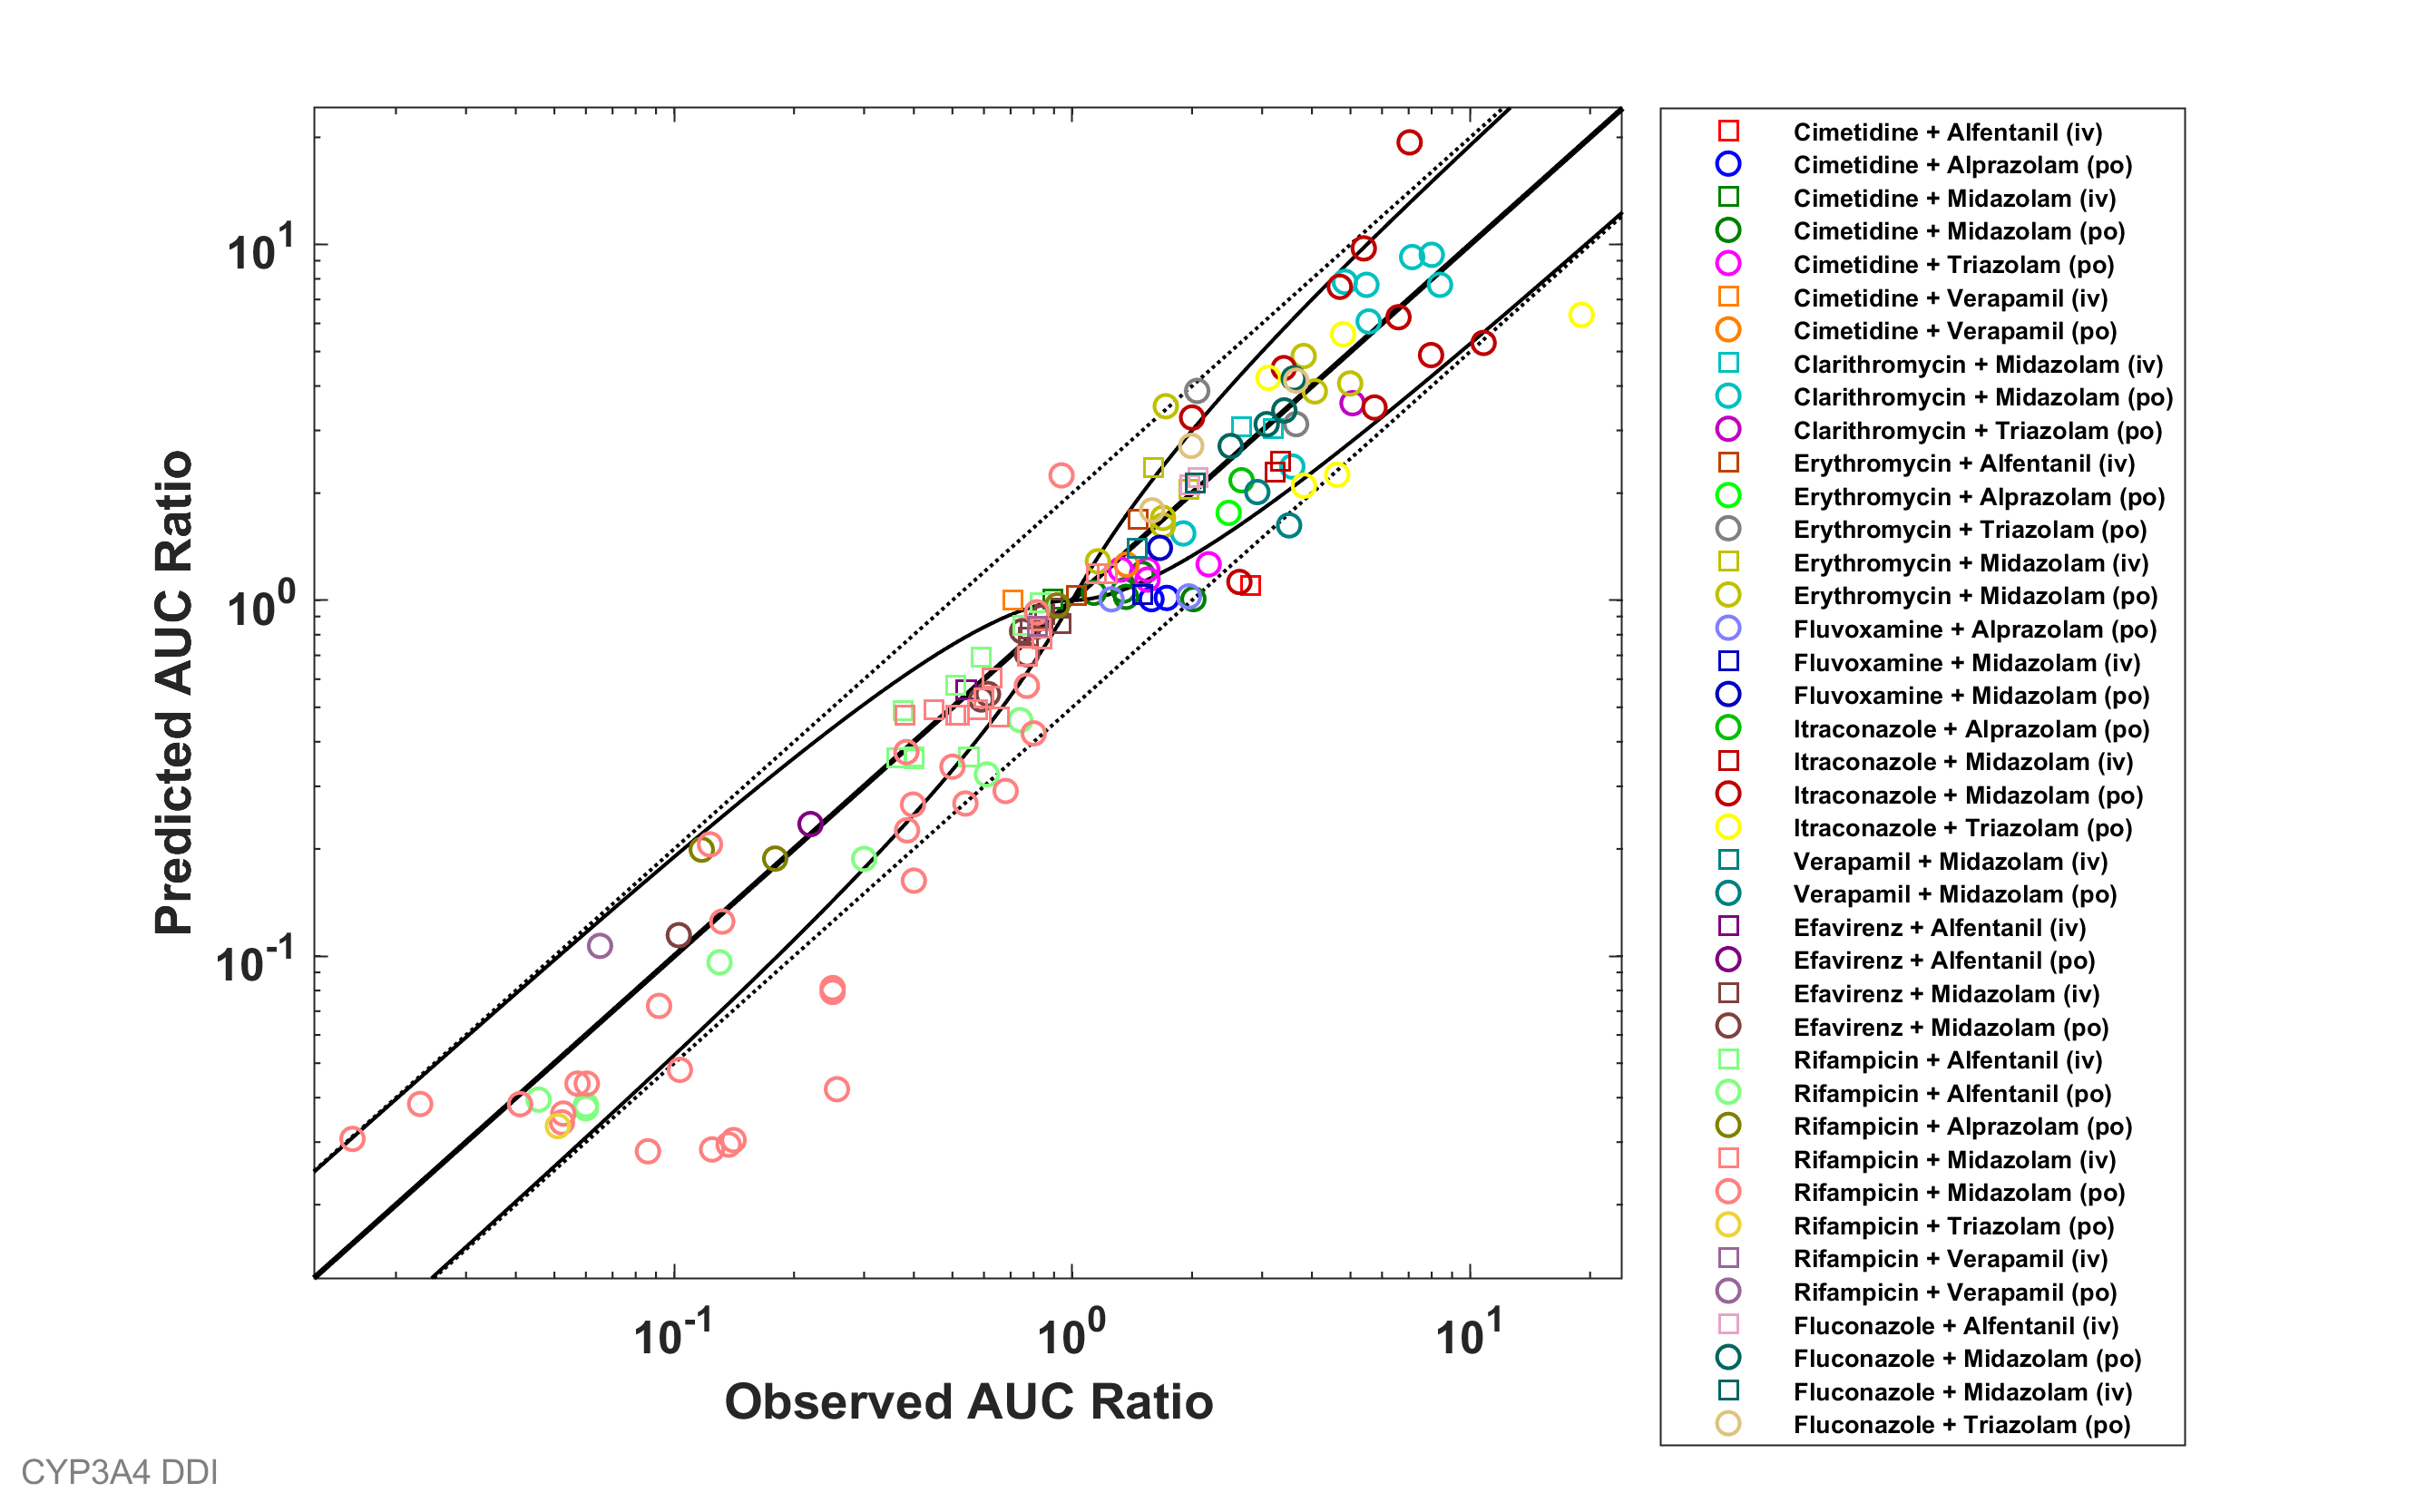 10^1
10^0
10^-1
Predicted AUC Ratio
10^-1
10^0
10^1
Observed AUC Ratio
CYP3A4 DDI
Cimetidine + Alfentanil (iv)
Cimetidine + Alprazolam (po)
Cimetidine + Midazolam (iv)
Cimetidine + Midazolam (po)
Cimetidine + Triazolam (po)
Cimetidine + Verapamil (iv)
Cimetidine + Verapamil (po)
Clarithromycin + Midazolam (iv)
Clarithromycin + Midazolam (po)
Clarithromycin + Triazolam (po)
Erythromycin + Alfentanil (iv)
Erythromycin + Alprazolam (po)
Erythromycin + Triazolam (po)
Erythromycin + Midazolam (iv)
Erythromycin + Midazolam (po)
Fluvoxamine + Alprazolam (po)
Fluvoxamine + Midazolam (iv)
Fluvoxamine + Midazolam (po)
Itraconazole + Alprazolam (po)
Itraconazole + Midazolam (iv)
Itraconazole + Midazolam (po)
Itraconazole + Triazolam (po)
Verapamil + Midazolam (iv)
Verapamil + Midazolam (po)
Efavirenz + Alfentanil (iv)
Efavirenz + Alfentanil (po)
Efavirenz + Midazolam (iv)
Efavirenz + Midazolam (po)
Rifampicin + Alfentanil (iv)
Rifampicin + Alfentanil (po)
Rifampicin + Alprazolam (po)
Rifampicin + Midazolam (iv)
Rifampicin + Midazolam (po)
Rifampicin + Triazolam (po)
Rifampicin + Verapamil (iv)
Rifampicin + Verapamil (po)
Fluconazole + Alfentanil (iv)
Fluconazole + Midazolam (po)
Fluconazole + Midazolam (iv)
Fluconazole + Triazolam (po)